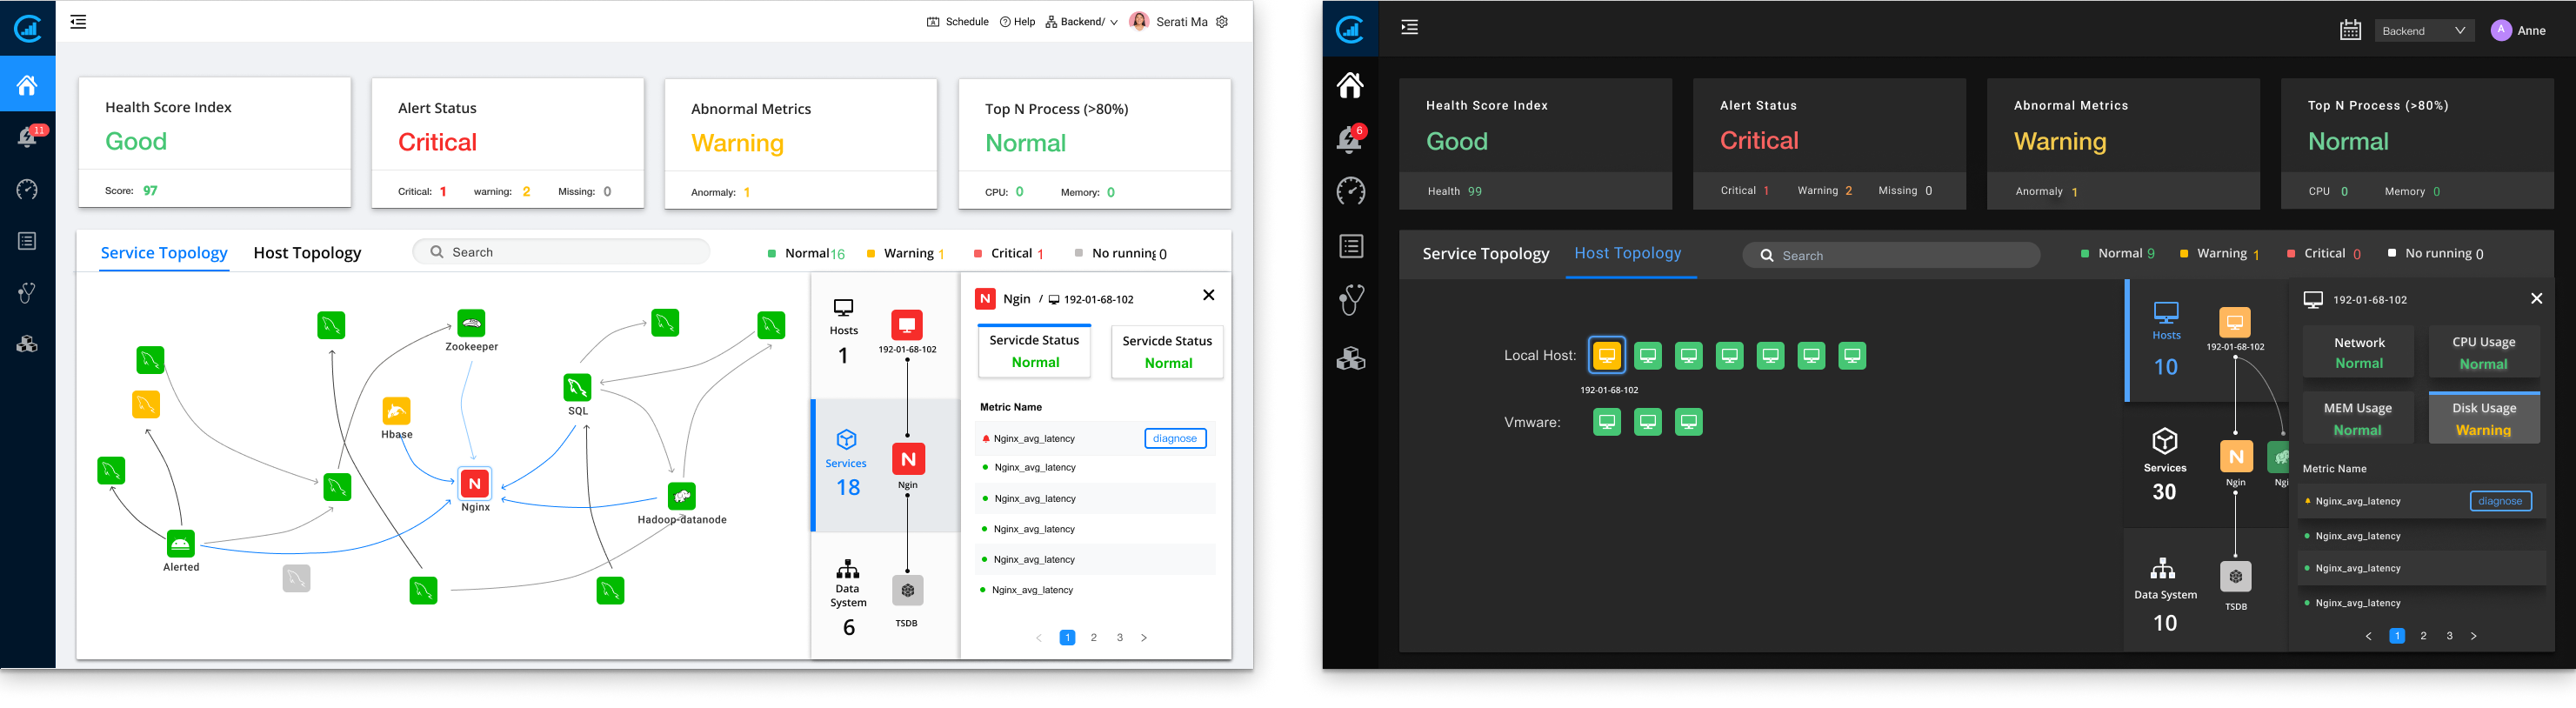 Schedule Help Backend/ Serati Ma
11
Health Score Index
Good
Score: 97
Alert Status
Critical
Critical: 1 warning: 2 Missing: 0
Abnormal Metrics
Warning
Anormaly: 1
Top N Process (>80%)
Normal
CPU: 0 Memory: 0
Service Topology Host Topology Search Normal 16 Warning 1 Critical 1 No running 0
Zookeeper
Hbase
SQL
N
Nginx
Hadoop-datanode
Alerted
Hosts
1
192-01-68-102
Services
18
N
Ngin
Data
System
6
TSDB
N Ngin / 192-01-68-102
Servicde Status
Normal
Servicde Status
Normal
Metric Name
Nginx_avg_latency diagnose
Nginx_avg_latency
Nginx_avg_latency
Nginx_avg_latency
Nginx_avg_latency
Nginx_avg_latency
< 1 2 3 >
Backend A Anne
6
Health Score Index
Good
Health 99
Alert Status
Critical
Critical 1 Warning 2 Missing 0
Abnormal Metrics
Warning
Anormaly 1
Top N Process (>80%)
Normal
CPU 0 Memory 0
Service Topology Host Topology Search Normal 9 Warning 1 Critical 0 No running 0
Local Host:
192-01-68-102
Vmware:
Hosts
10
192-01-68-102
Services
30
N
Ngin Ngi
Data System
10
TSDB
192-01-68-102
Network
Normal
CPU Usage
Normal
MEM Usage
Normal
Disk Usage
Warning
Metric Name
Nginx_avg_latency diagnose
Nginx_avg_latency
Nginx_avg_latency
Nginx_avg_latency
< 1 2 3 >